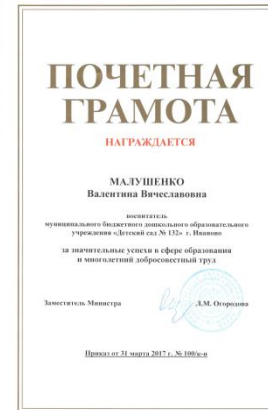 ПОЧЕТНАЯ
ГРАМОТА
НАГРАЖДАЕТСЯ
МАЛУШЕНКО
Валентина Вячеславовна
воспитатель
муниципального бюджетного дошкольного образовательного
учреждения «Детский сад № 132» г. Иваново
за значительные успехи в сфере образования
и многолетний добросовестный труд
Заместитель Министра
Л.М. Огородова
Приказ от 31 марта 2017 г. № 100/к-н